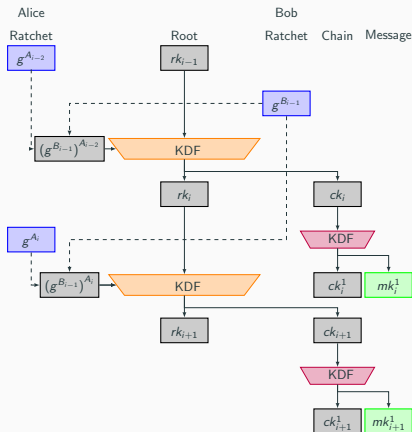 Alice Bob
Ratchet Root Ratchet Chain Message
$g^{A_{i-2}}$ $rk_{i-1}$
$g^{B_{i-1}}$
$(g^{B_{i-1}})^{A_{i-2}}$ KDF
$rk_i$ $ck_i$
$g^{A_i}$ KDF
$(g^{B_{i-1}})^{A_i}$ KDF $ck_i^1$ $mk_i^1$
$rk_{i+1}$ $ck_{i+1}$
KDF
$ck_{i+1}^1$ $mk_{i+1}^1$